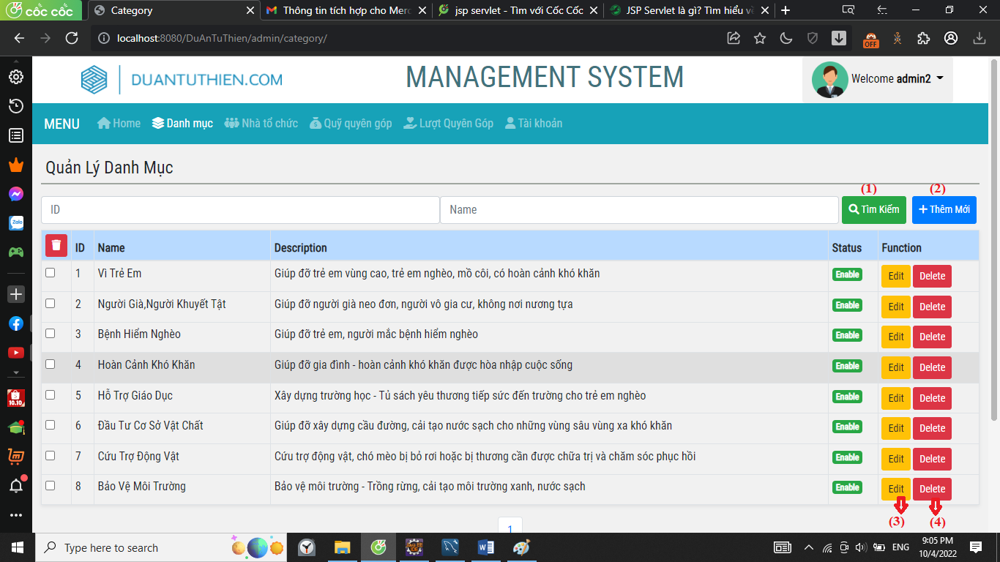 cốc cốc Category Thông tin tích hợp cho Merc jsp servlet - Tìm với Cốc Cốc JSP Servlet là gì? Tìm hiểu về
localhost:8080/DuAnTuThien/admin/category/ OFF
DUANTUTHIEN.COM MANAGEMENT SYSTEM Welcome admin2
MENU Home Danh mục Nhà tổ chức Quỹ quyên góp Lượt Quyên Góp Tài khoản
Quản Lý Danh Mục
(1) (2)
ID Name Tìm Kiếm Thêm Mới
ID Name Description Status Function
1 Vì Trẻ Em Giúp đỡ trẻ em vùng cao, trẻ em nghèo, mồ côi, có hoàn cảnh khó khăn Enable Edit Delete
2 Người Già,Người Khuyết Tật Giúp đỡ người già neo đơn, người vô gia cư, không nơi nương tựa Enable Edit Delete
3 Bệnh Hiểm Nghèo Giúp đỡ trẻ em, người mắc bệnh hiểm nghèo Enable Edit Delete
4 Hoàn Cảnh Khó Khăn Giúp đỡ gia đình - hoàn cảnh khó khăn được hòa nhập cuộc sống Enable Edit Delete
5 Hỗ Trợ Giáo Dục Xây dựng trường học - Tủ sách yêu thương tiếp sức đến trường cho trẻ em nghèo Enable Edit Delete
6 Đầu Tư Cơ Sở Vật Chất Giúp đỡ xây dựng cầu đường, cải tạo nước sạch cho những vùng sâu vùng xa khó khăn Enable Edit Delete
7 Cứu Trợ Động Vật Cứu trợ động vật, chó mèo bị bỏ rơi hoặc bị thương cần được chữa trị và chăm sóc phục hồi Enable Edit Delete
8 Bảo Vệ Môi Trường Bảo vệ môi trường - Trồng rừng, cải tạo môi trường xanh, nước sạch Enable Edit Delete
(3) (4)
1
Zalo
10.10
Type here to search ENG 9:05 PM
10/4/2022